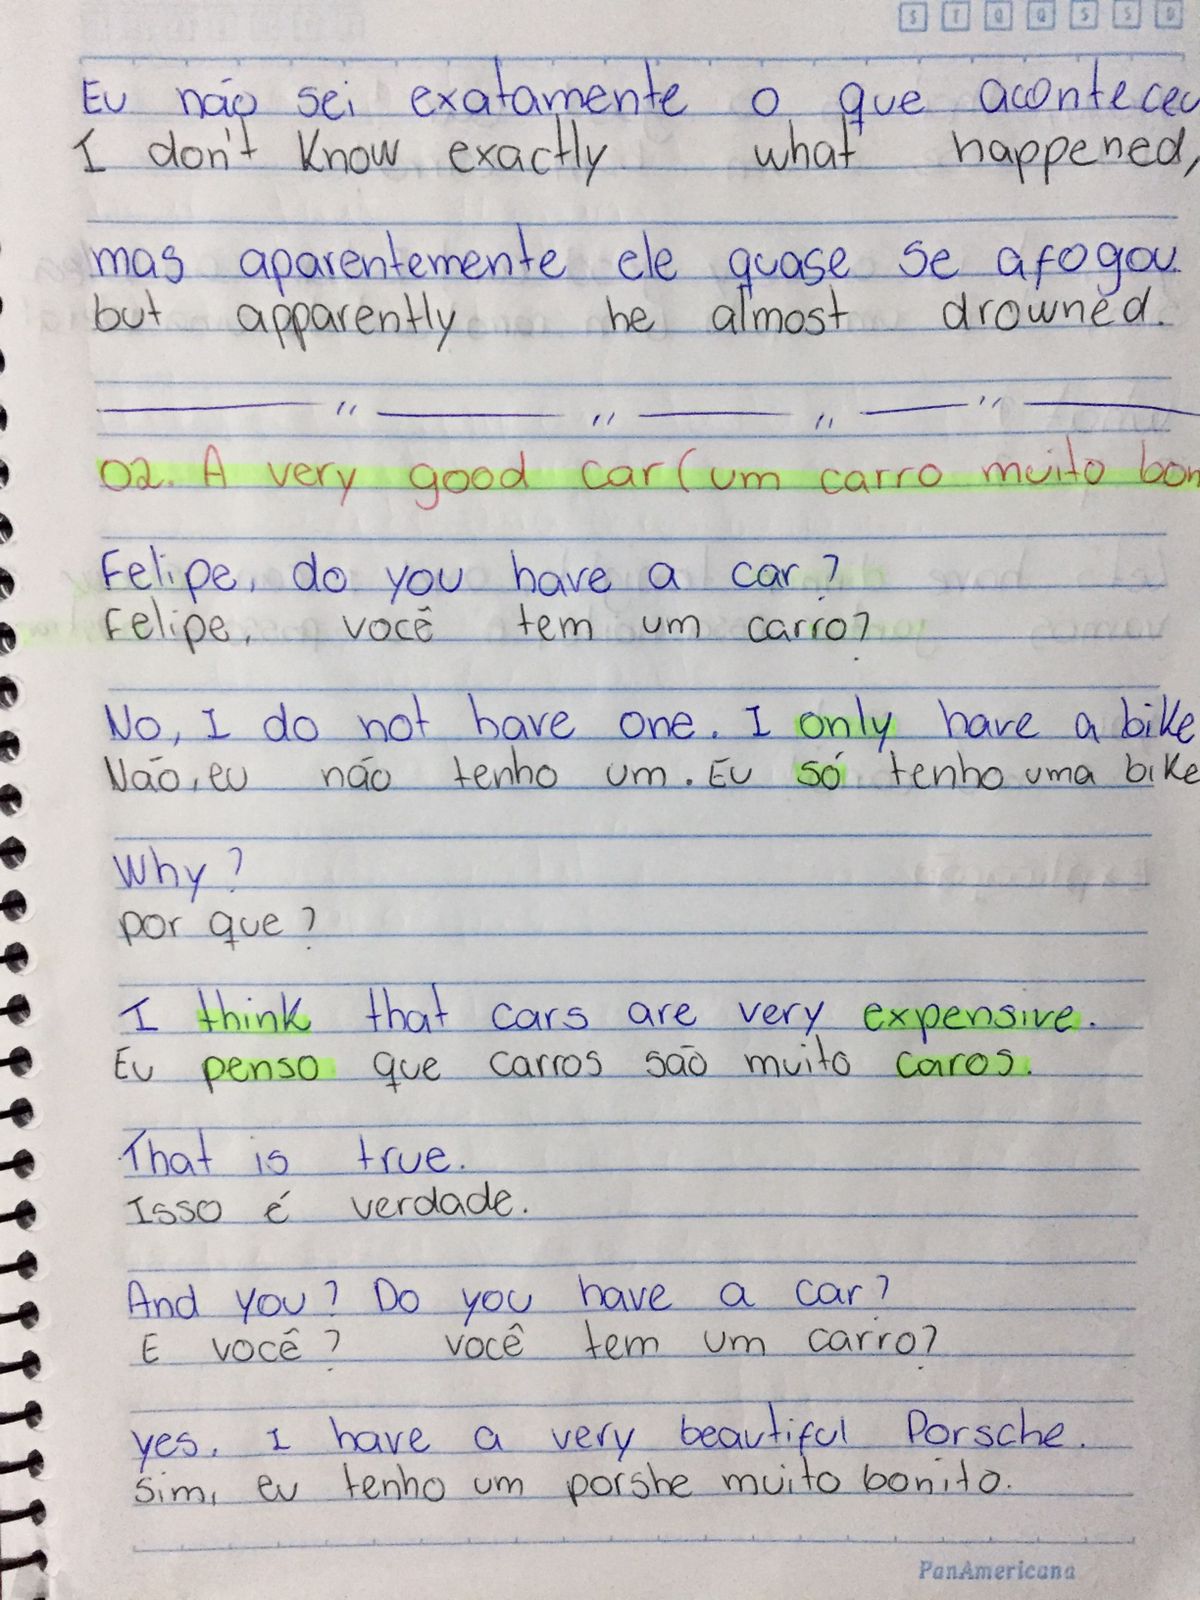 S T Q Q S S D
Eu não sei exatamente o que aconteceu
I don't know exactly what happened,
mas aparentemente ele quase se afogou.
but apparently he almost drowned.
02. A very good car (um carro muito bom
Felipe, do you have a car?
Felipe, você tem um carro?
No, I do not have one. I only have a bike
Não, eu não tenho um. Eu só tenho uma bike
Why?
por que?
I think that cars are very expensive.
Eu penso que carros são muito caros.
That is true.
Isso é verdade.
And you? Do you have a car?
E você? você tem um carro?
yes. I have a very beautiful Porsche.
Sim, eu tenho um porshe muito bonito.
PanAmericana